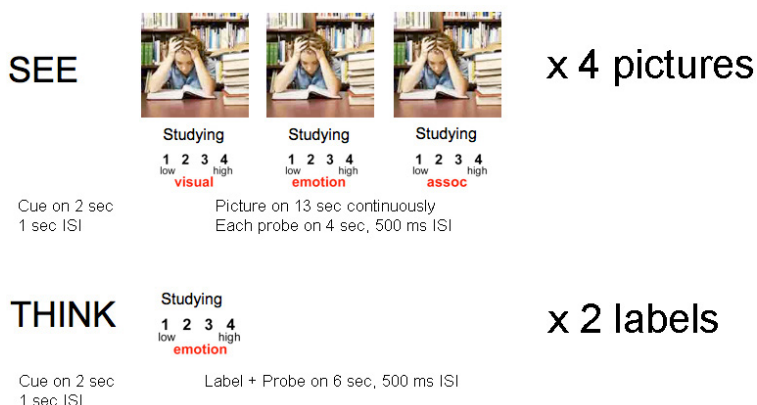 SEE
x 4 pictures
Studying Studying Studying
1 2 3 4 1 2 3 4 1 2 3 4
low high low high low high
visual emotion assoc
Cue on 2 sec Picture on 13 sec continuously
1 sec ISI Each probe on 4 sec, 500 ms ISI
THINK
Studying
1 2 3 4
low high
emotion
x 2 labels
Cue on 2 sec Label + Probe on 6 sec, 500 ms ISI
1 sec ISI